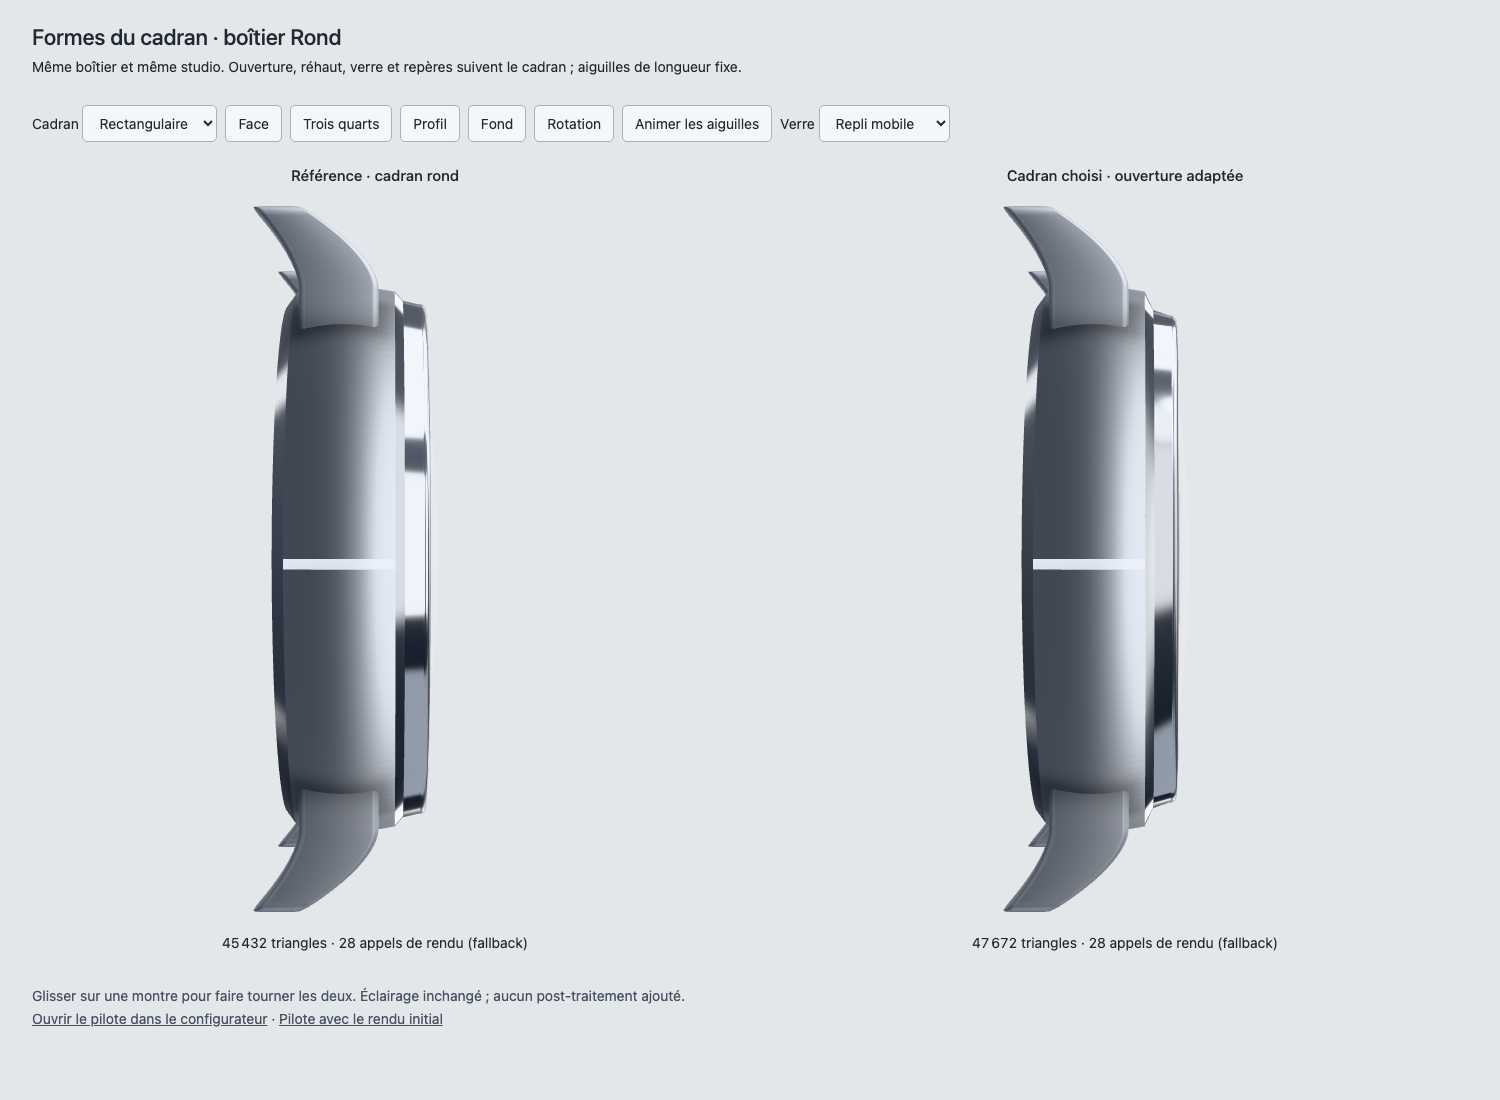 Formes du cadran · boîtier Rond
Même boîtier et même studio. Ouverture, réhaut, verre et repères suivent le cadran ; aiguilles de longueur fixe.
Cadran Rectangulaire Face Trois quarts Profil Fond Rotation Animer les aiguilles Verre Repli mobile
Référence · cadran rond
Cadran choisi · ouverture adaptée
45 432 triangles · 28 appels de rendu (fallback)
47 672 triangles · 28 appels de rendu (fallback)
Glisser sur une montre pour faire tourner les deux. Éclairage inchangé ; aucun post-traitement ajouté.
Ouvrir le pilote dans le configurateur · Pilote avec le rendu initial